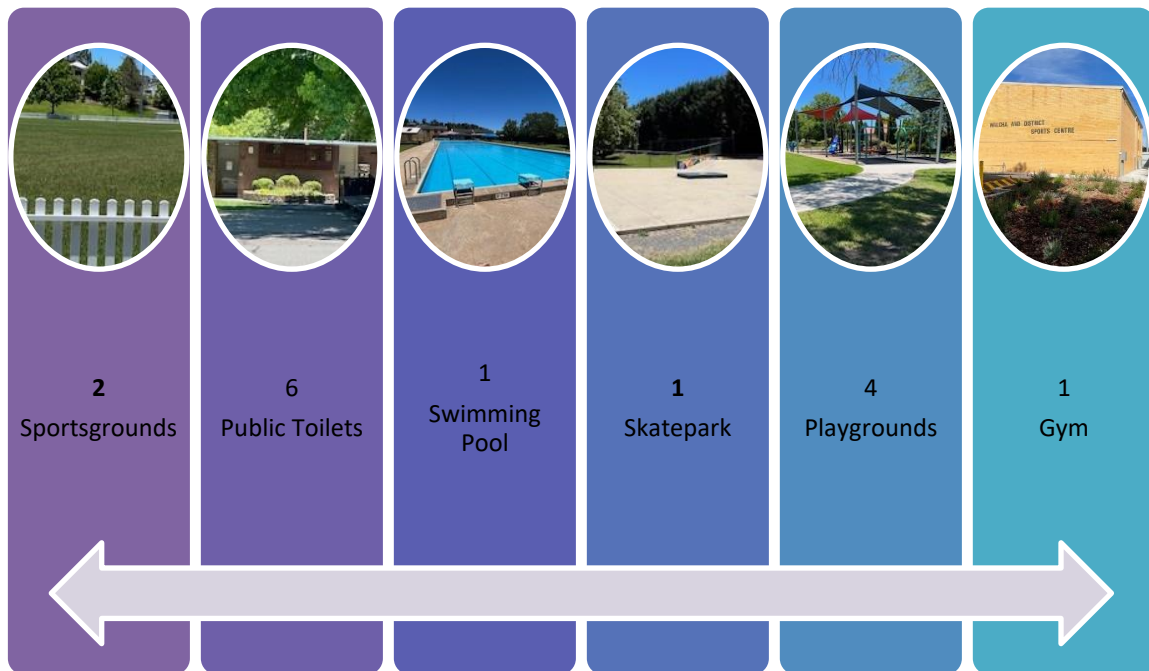 WALCHA AND DISTRICT
SPORTS CENTRE
2
Sportsgrounds
6
Public Toilets
1
Swimming
Pool
1
Skatepark
4
Playgrounds
1
Gym